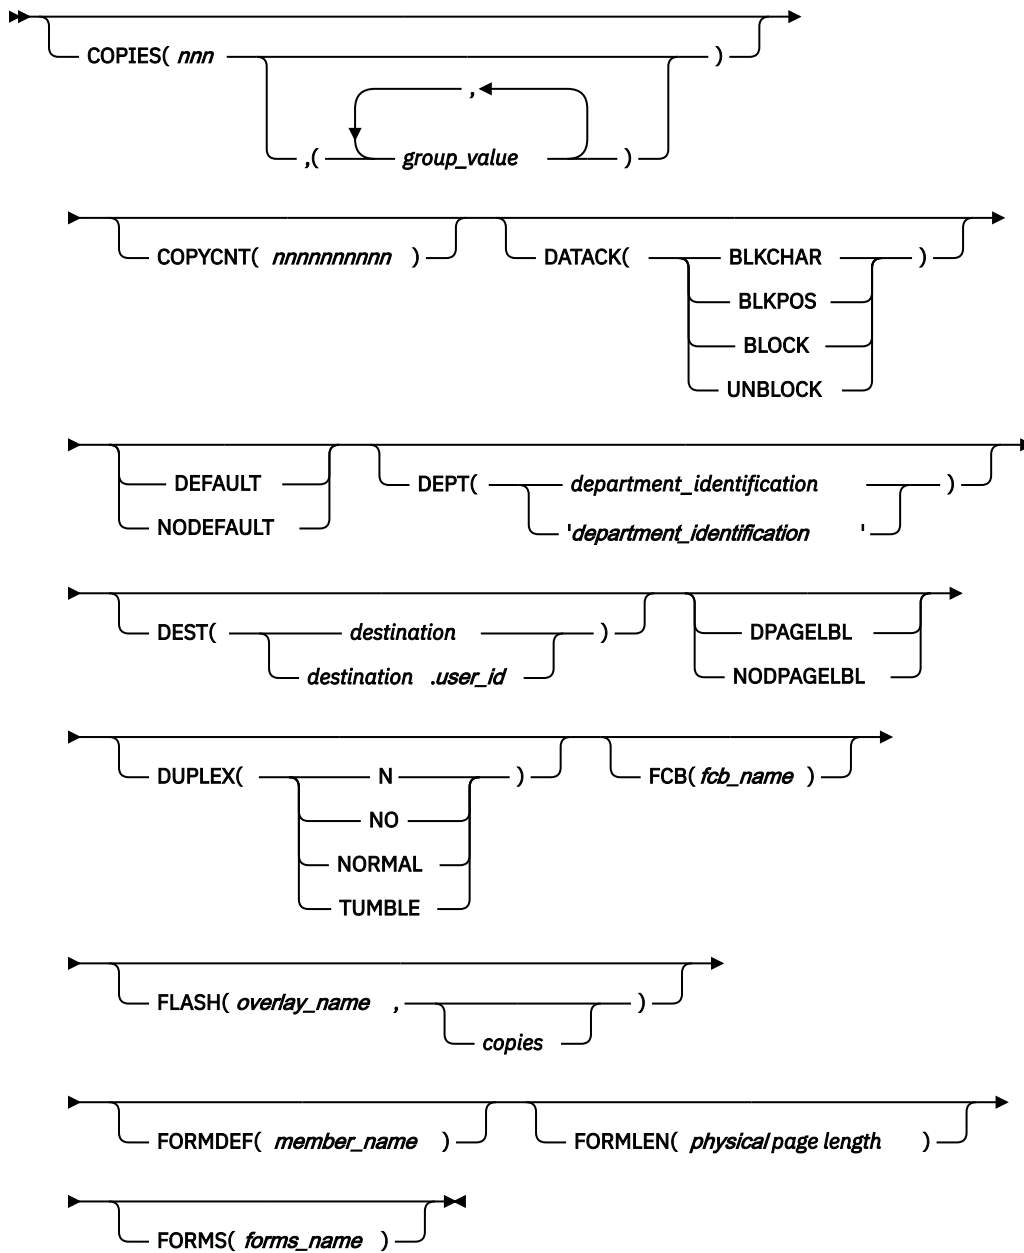 COPIES( nnn )
,
,( group_value )
COPYCNT( nnnnnnnnnn ) DATACK( BLKCHAR )
BLKPOS
BLOCK
UNBLOCK
DEFAULT DEPT( department_identification )
NODEFAULT 'department_identification '
DEST( destination ) DPAGELBL
destination .user_id NODPAGELBL
DUPLEX( N ) FCB( fcb_name )
NO
NORMAL
TUMBLE
FLASH( overlay_name , )
copies
FORMDEF( member_name ) FORMLEN( physical page length )
FORMS( forms_name )